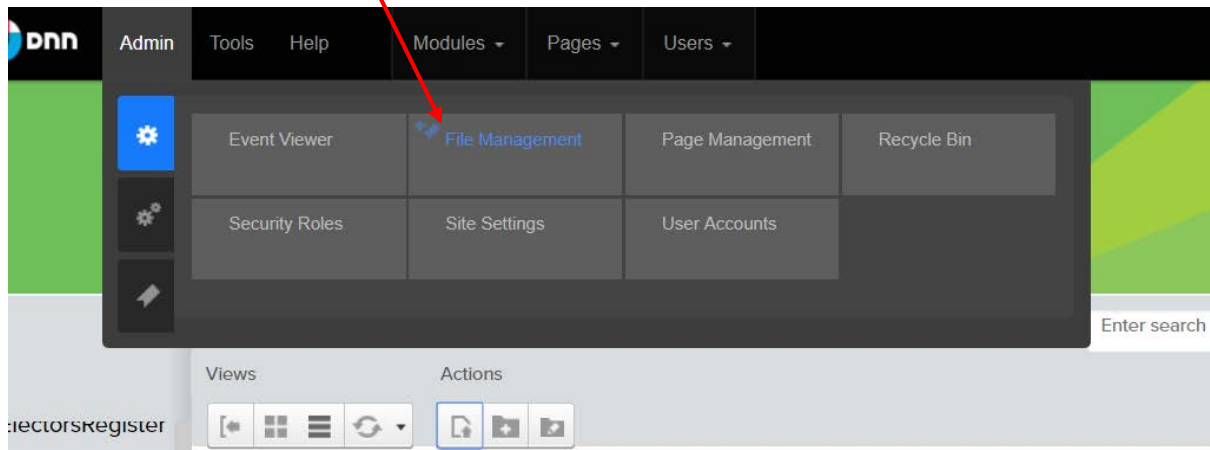 DNN Admin Tools Help Modules Pages Users
Event Viewer File Management Page Management Recycle Bin
Security Roles Site Settings User Accounts
Enter search
Views Actions
ElectorsRegister